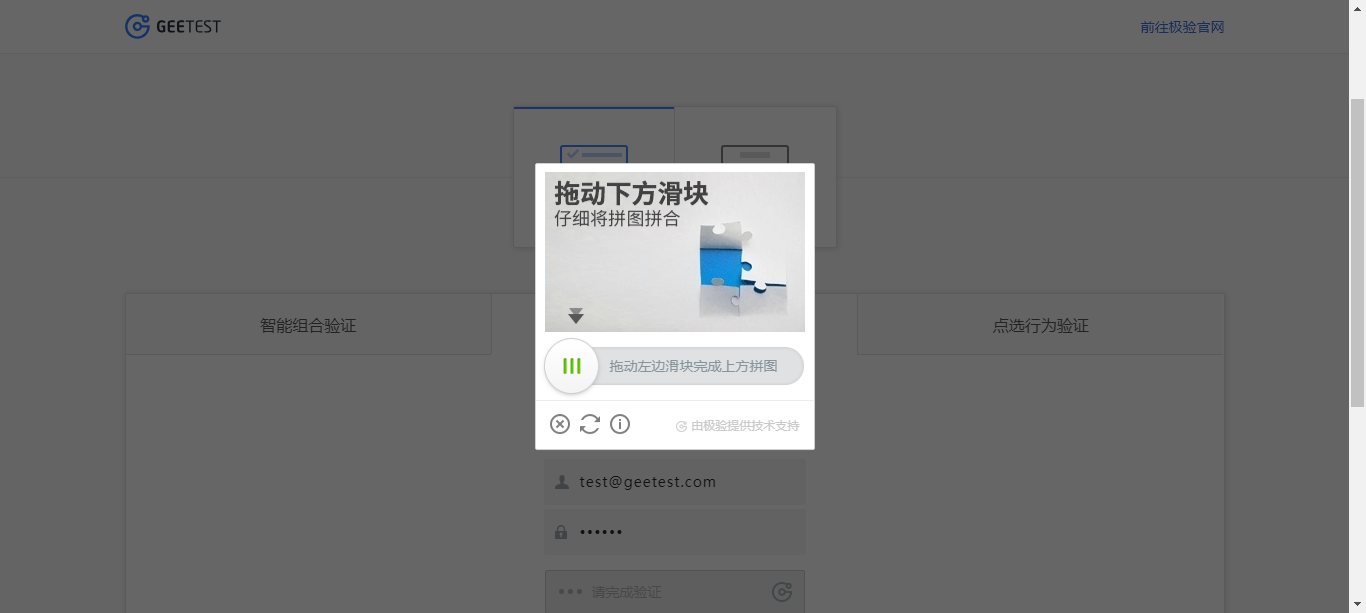 GEETEST
前往极验官网
拖动下方滑块
仔细将拼图拼合
智能组合验证
点选行为验证
拖动左边滑块完成上方拼图
由极验提供技术支持
test@geetest.com
••••••
请完成验证